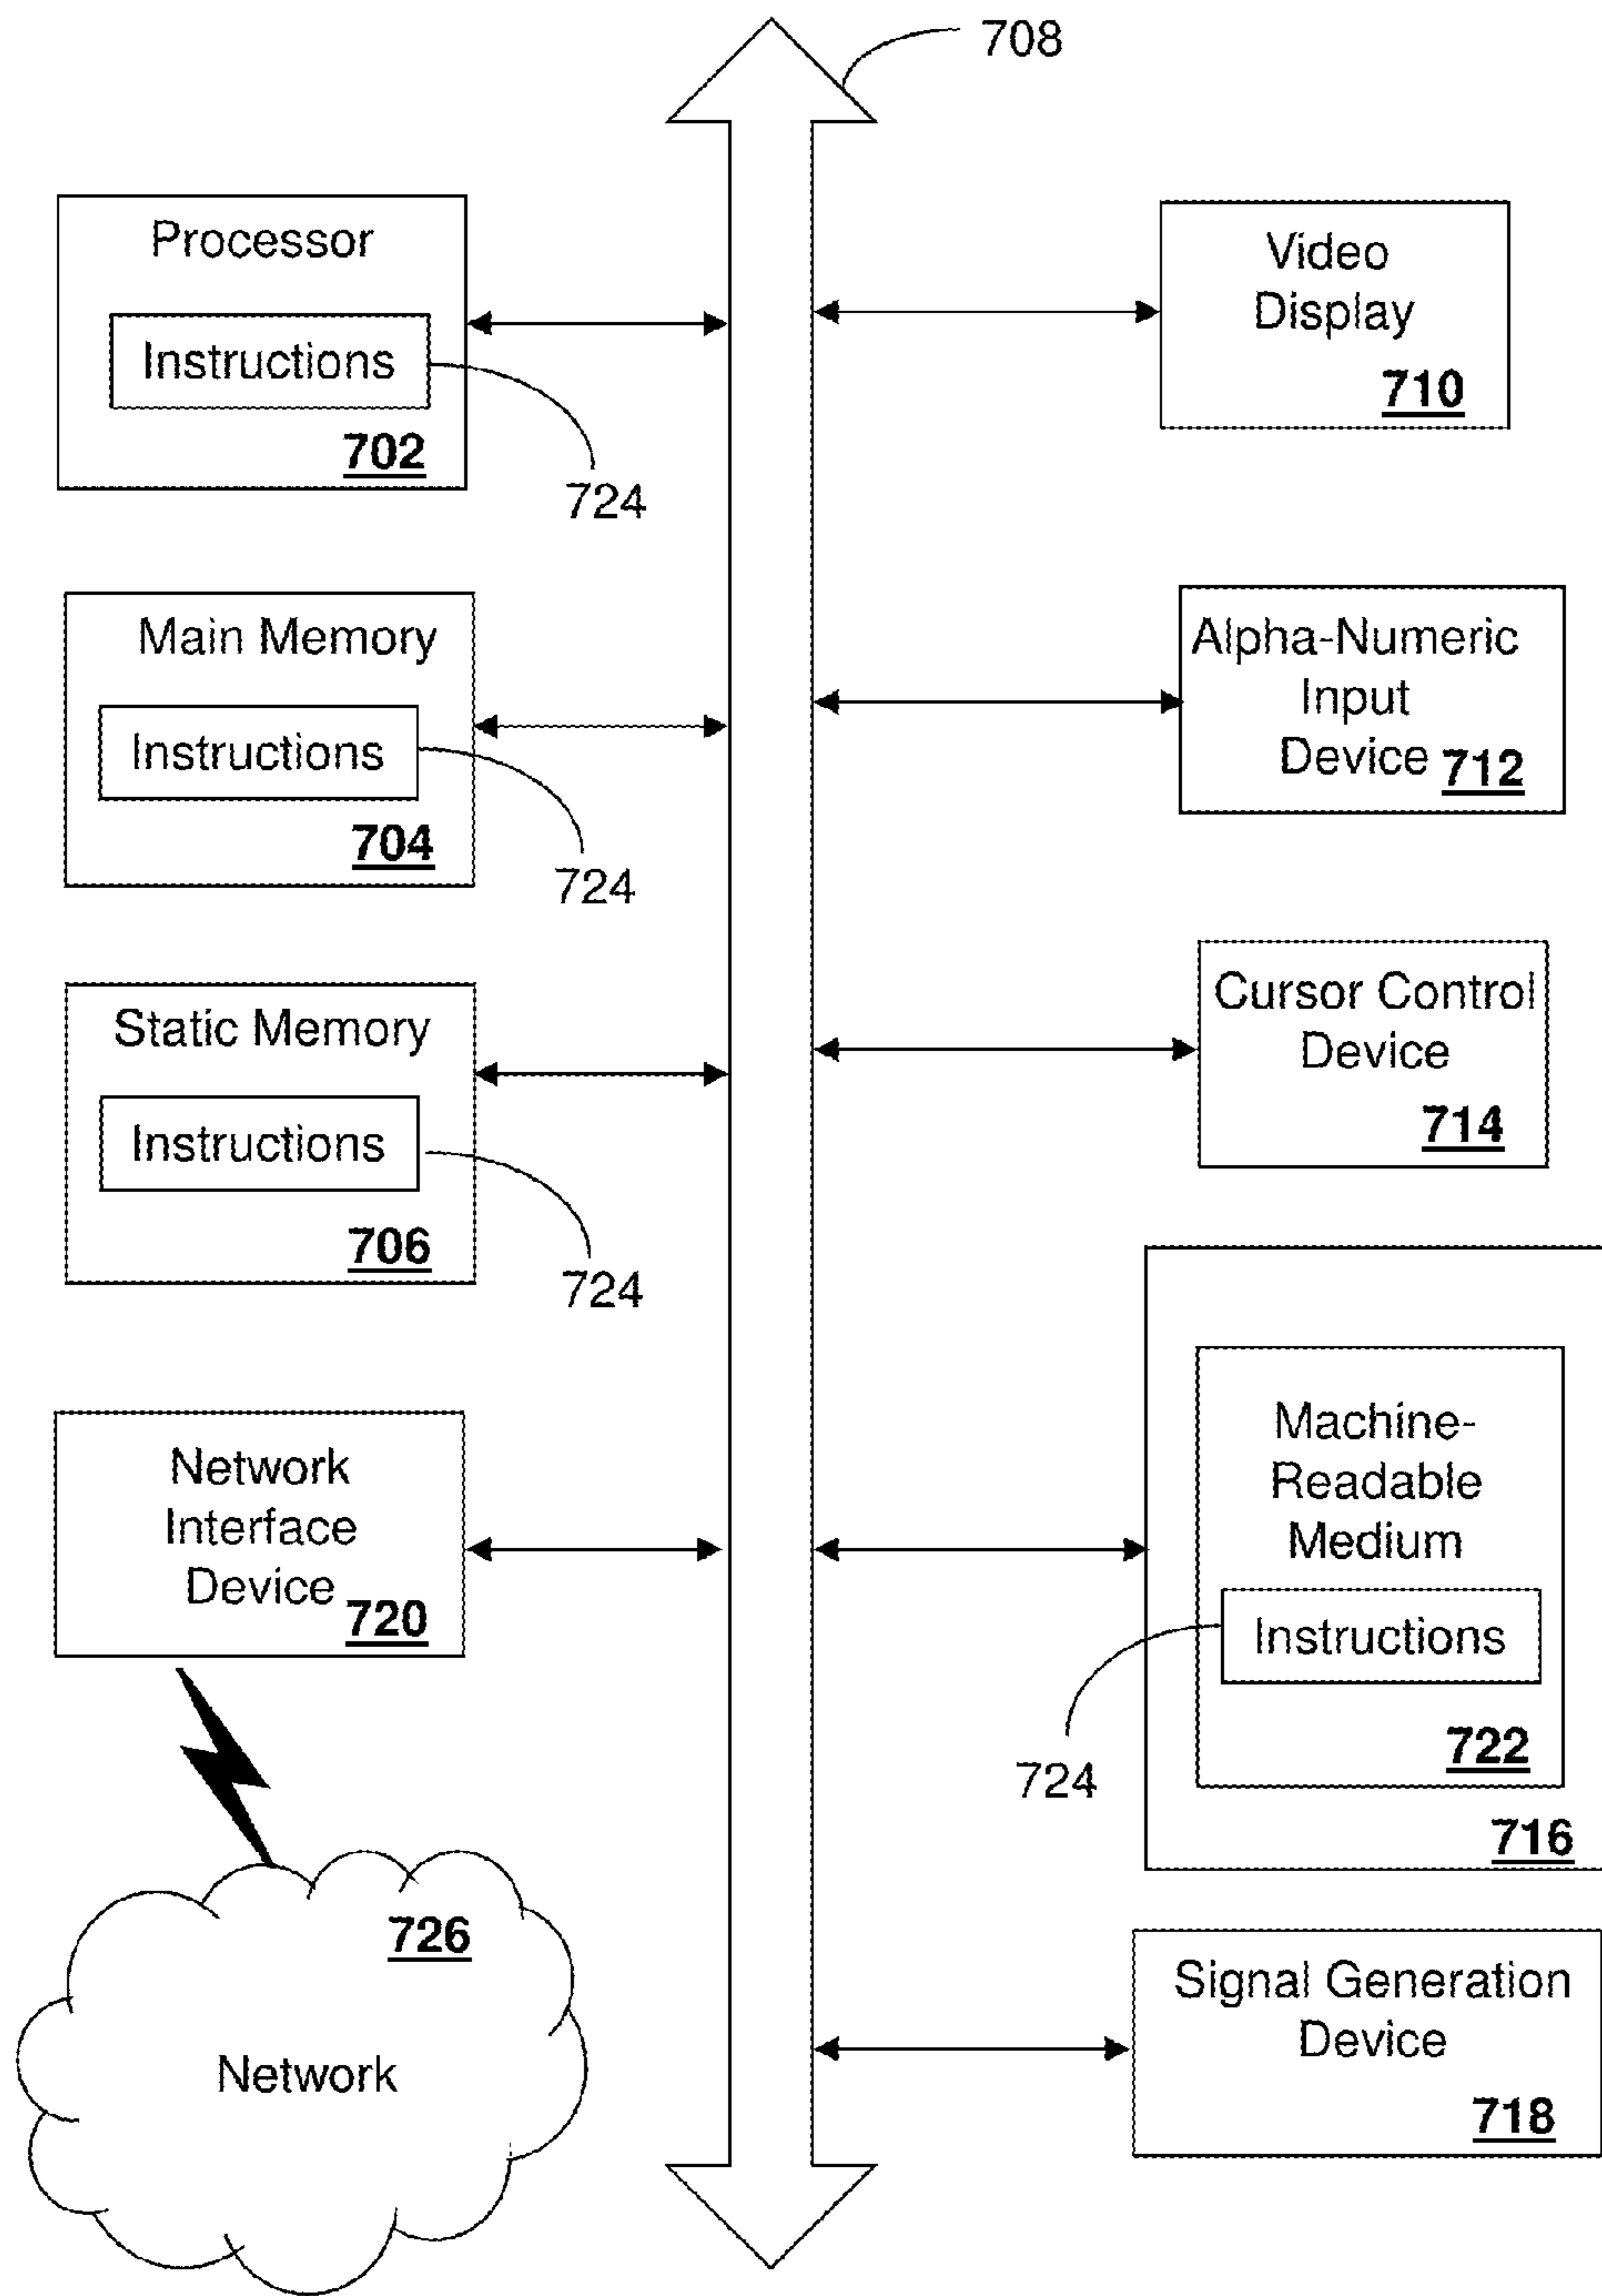 708
Processor
Instructions
702
724
Main Memory
Instructions
704
724
Static Memory
Instructions
706
724
Network
Interface
Device
720
726
Network
Video
Display
710
Alpha-Numeric
Input
Device 712
Cursor Control
Device
714
Machine-
Readable
Medium
Instructions
722
724
716
Signal Generation
Device
718